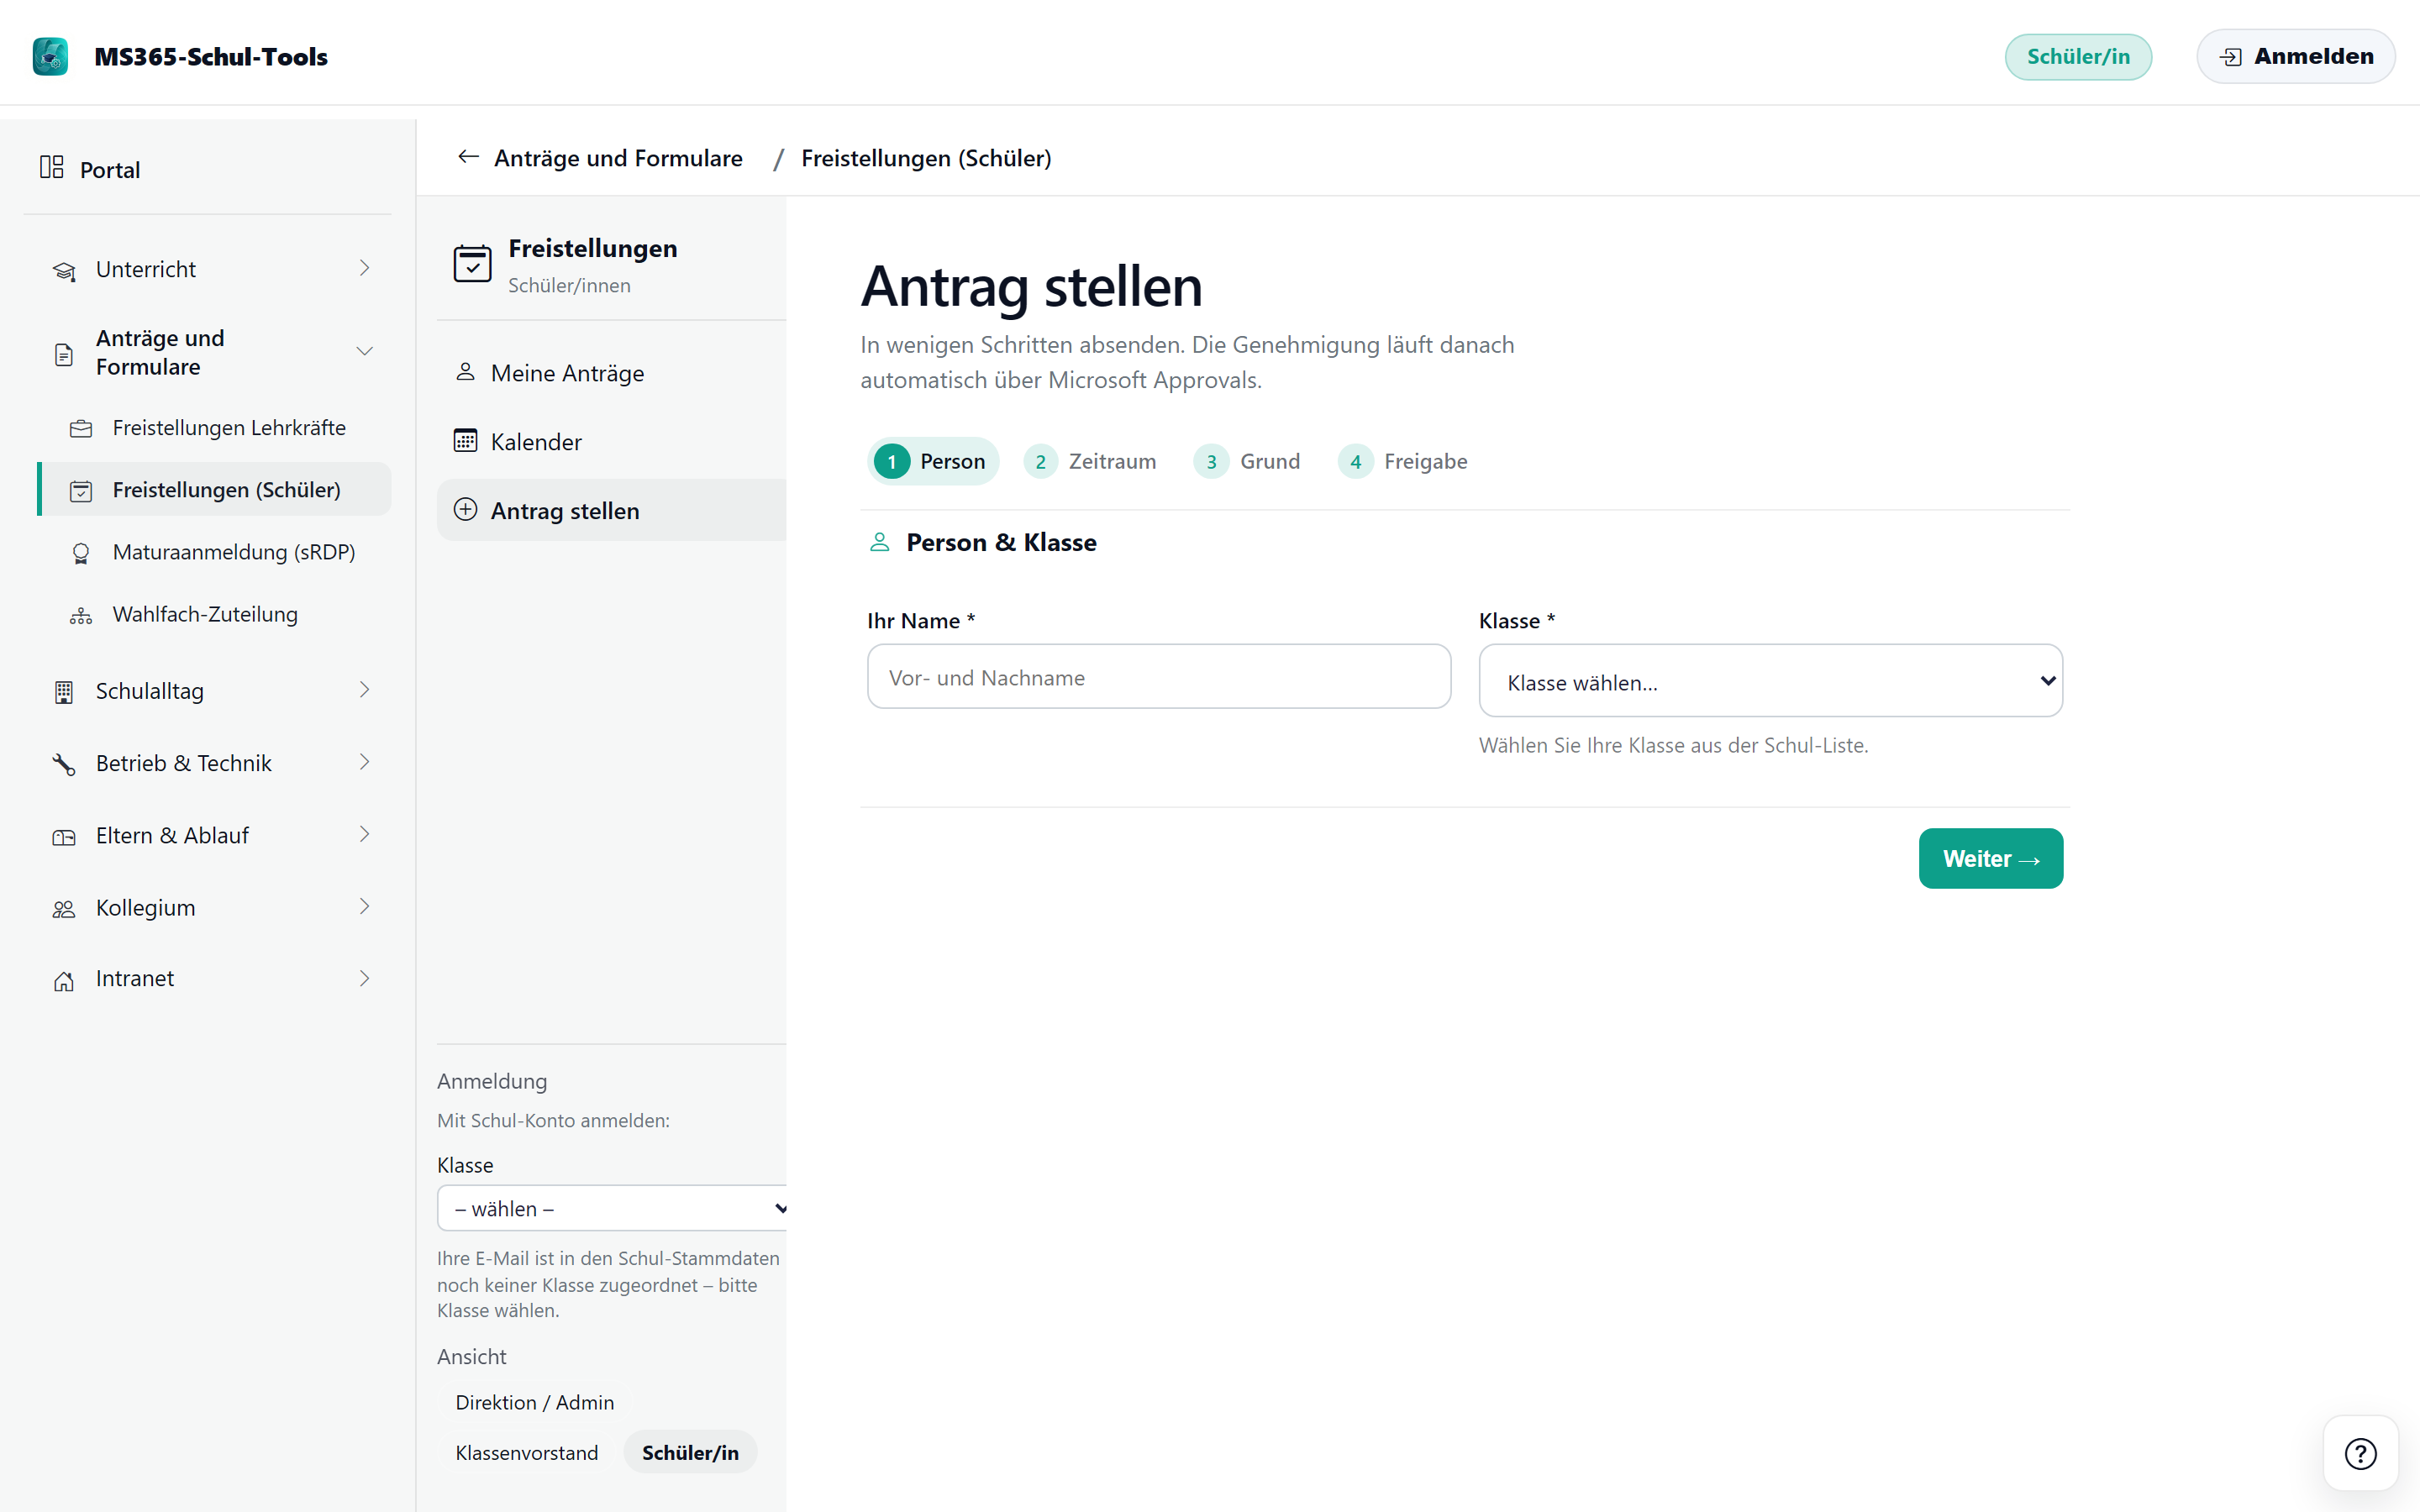 MS365-Schul-Tools
Schüler/in
Anmelden
Portal
Unterricht
Anträge und
Formulare
Freistellungen Lehrkräfte
Freistellungen (Schüler)
Maturaanmeldung (sRDP)
Wahlfach-Zuteilung
Schulalltag
Betrieb & Technik
Eltern & Ablauf
Kollegium
Intranet
← Anträge und Formulare / Freistellungen (Schüler)
Freistellungen
Schüler/innen
Meine Anträge
Kalender
Antrag stellen
Anmeldung
Mit Schul-Konto anmelden:
Klasse
– wählen –
Ihre E-Mail ist in den Schul-Stammdaten
noch keiner Klasse zugeordnet – bitte
Klasse wählen.
Ansicht
Direktion / Admin
Klassenvorstand Schüler/in
Antrag stellen
In wenigen Schritten absenden. Die Genehmigung läuft danach
automatisch über Microsoft Approvals.
1 Person 2 Zeitraum 3 Grund 4 Freigabe
Person & Klasse
Ihr Name *
Vor- und Nachname
Klasse *
Klasse wählen...
Wählen Sie Ihre Klasse aus der Schul-Liste.
Weiter →
?